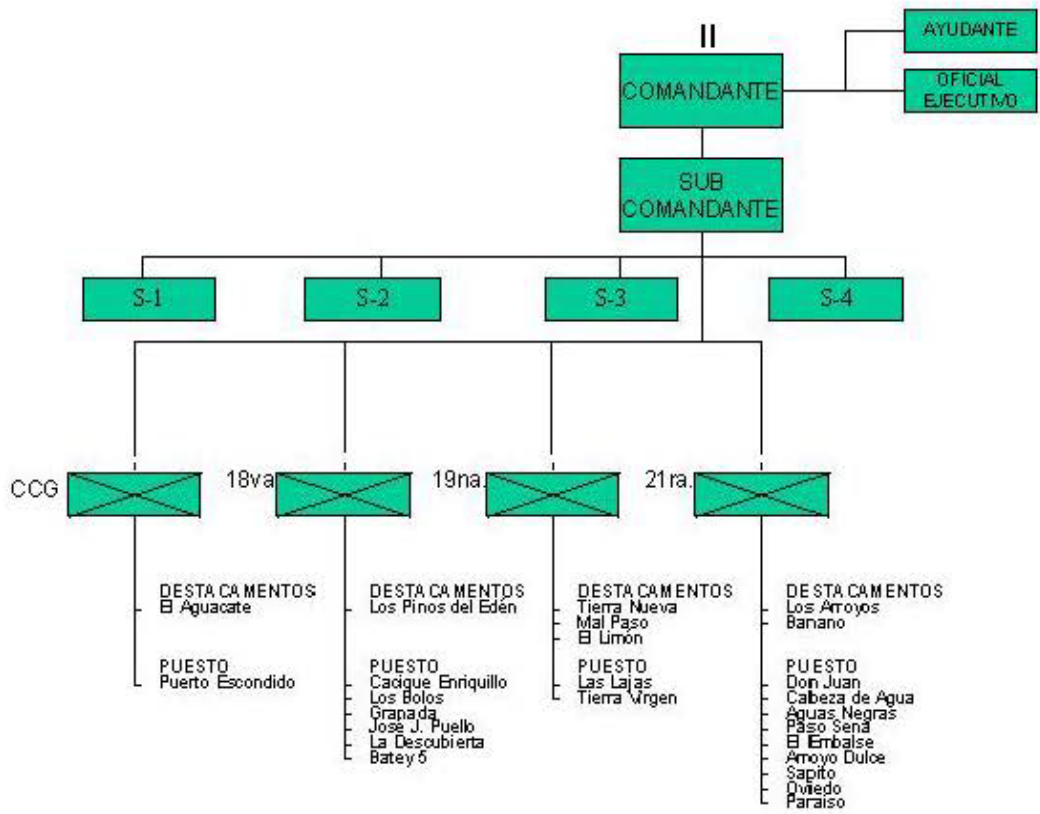 II
AYUDANTE
COMANDANTE
OFICIAL
EJECUTIVO
SUB
COMANDANTE
S-1
S-2
S-3
S-4
CCG
18va
19na.
21ra.
DESTACAMENTOS
El Aguacate
PUESTO
Puerto Escondido
DESTACAMENTOS
Los Pinos del Edén
PUESTO
Cacique Enriquillo
Los Bolos
Granada
José J. Puello
La Descubierta
Batey 5
DESTACAMENTOS
Tierra Nueva
Mal Paso
El Limón
PUESTO
Las Lajas
Tierra Virgen
DESTACAMENTOS
Los Arroyos
Banano
PUESTO
Don Juan
Cabeza de Agua
Aguas Negras
Paso Sena
El Embalse
Arroyo Dulce
Sapito
Oviedo
Paraiso